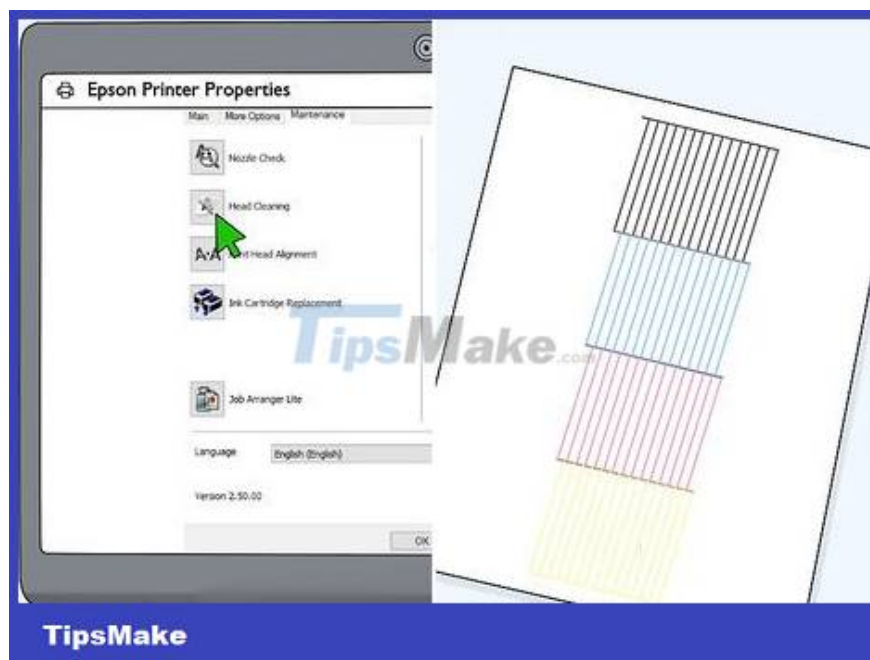 Epson Printer Properties
Main More Options Maintenance
Nozzle Check
Head Cleaning
Head Alignment
Ink Cartridge Replacement
TipsMake.com
Job Arranger Lite
Language English (English)
Version 2.50.00
OK
TipsMake